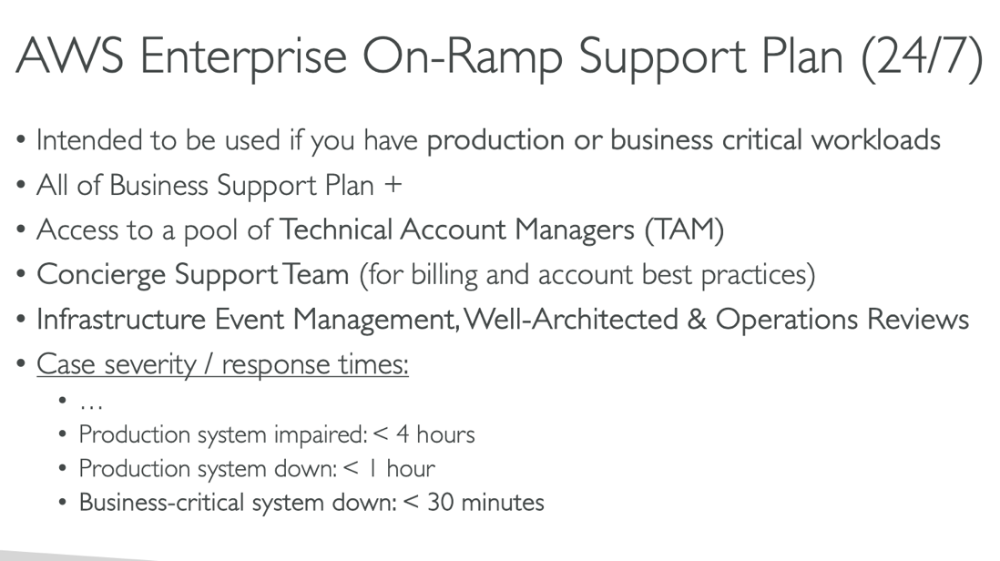 AWS Enterprise On-Ramp Support Plan (24/7)
• Intended to be used if you have production or business critical workloads
• All of Business Support Plan +
• Access to a pool of Technical Account Managers (TAM)
• Concierge Support Team (for billing and account best practices)
• Infrastructure Event Management, Well-Architected & Operations Reviews
• Case severity / response times:
• …
• Production system impaired: < 4 hours
• Production system down: < 1 hour
• Business-critical system down: < 30 minutes